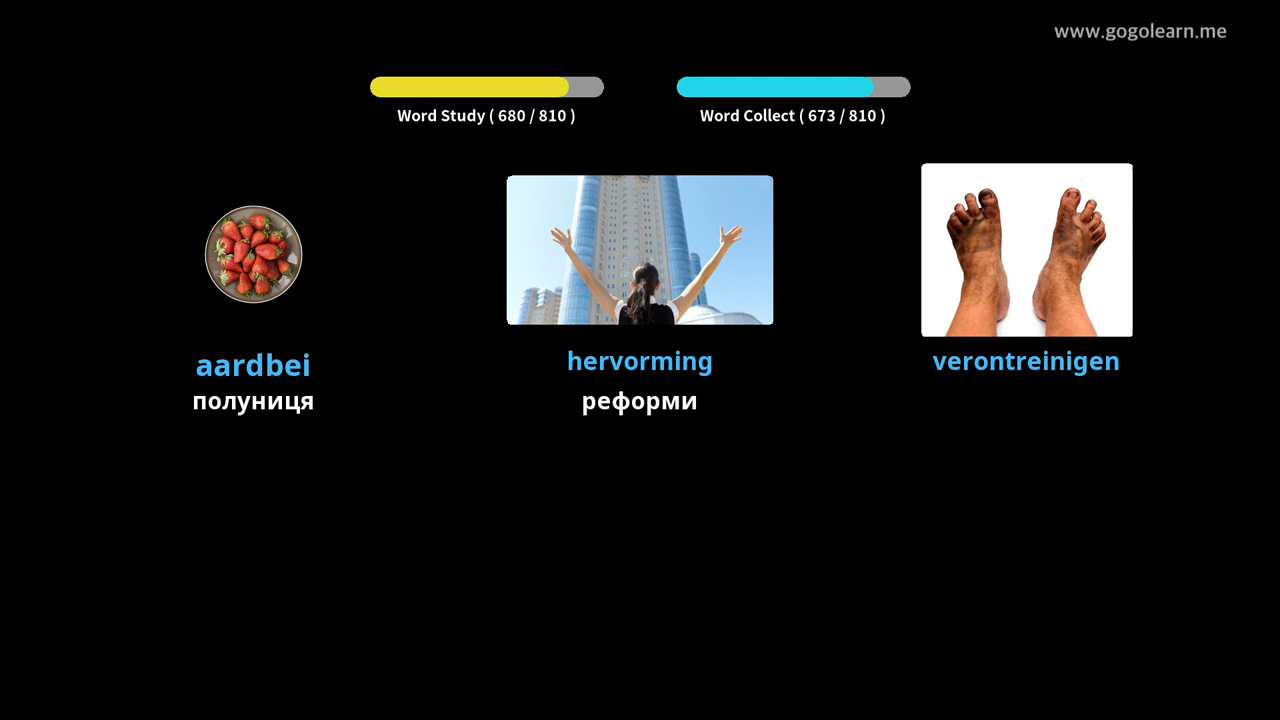 www.gogolearn.me
Word Study ( 680 / 810 )
Word Collect ( 673 / 810 )
aardbei
полуниця
hervorming
реформи
verontreinigen